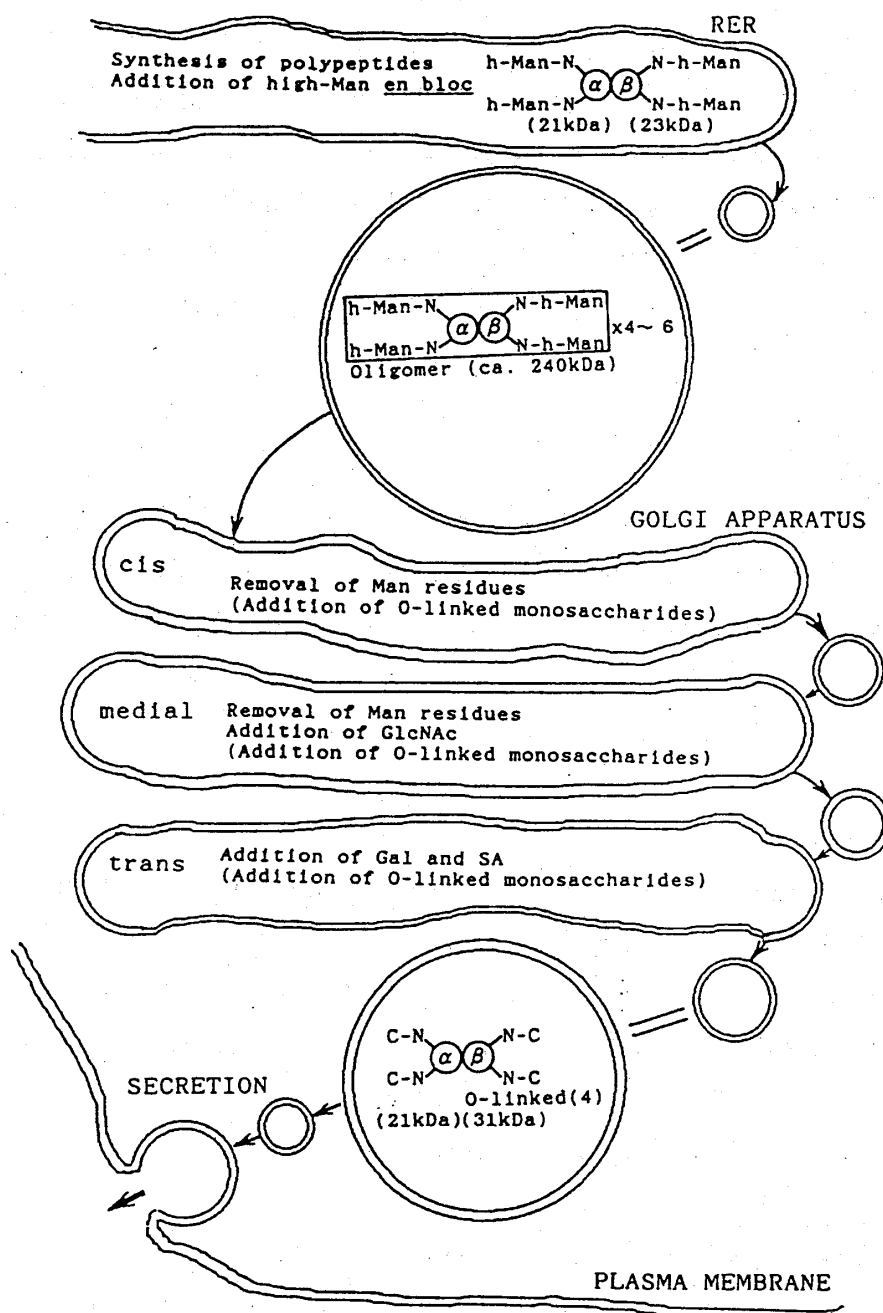 RER
Synthesis of polypeptides
Addition of high-Man en bloc
h-Man-N N-h-Man
α β
h-Man-N N-h-Man
(21kDa) (23kDa)
h-Man-N N-h-Man
α β x4~ 6
h-Man-N N-h-Man
Oligomer (ca. 240kDa)
GOLGI APPARATUS
cis
Removal of Man residues
(Addition of O-linked monosaccharides)
medial
Removal of Man residues
Addition of GlcNAc
(Addition of O-linked monosaccharides)
trans
Addition of Gal and SA
(Addition of O-linked monosaccharides)
C-N N-C
α β
C-N N-C
O-linked(4)
(21kDa)(31kDa)
SECRETION
PLASMA MEMBRANE